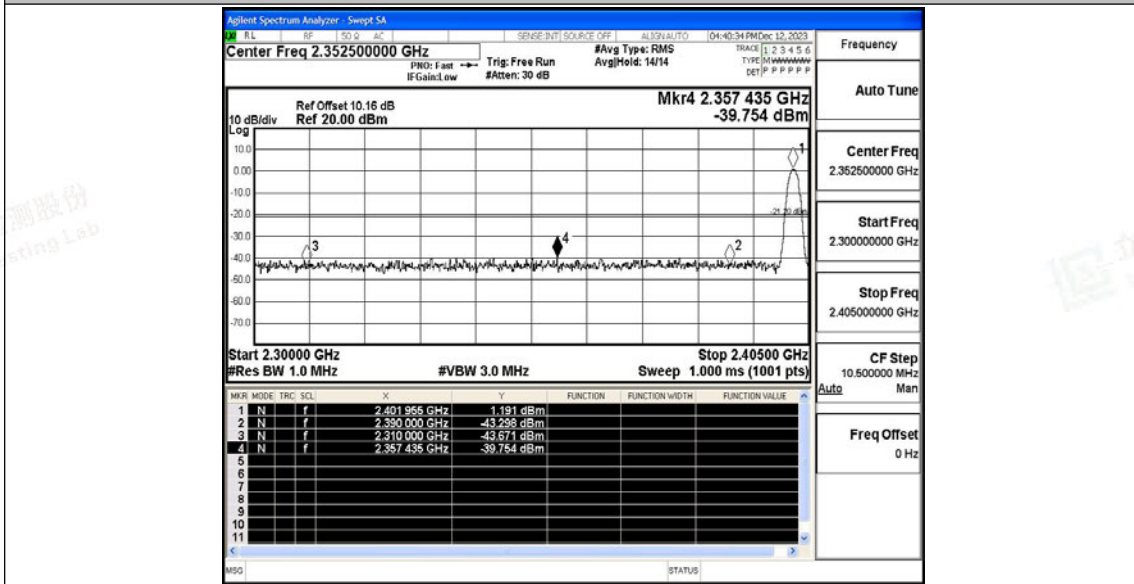 Agilent Spectrum Analyzer - Swept SA
RL RF 50 Ω AC SENSE:INT SOURCE OFF ALIGNAUTO 04:40:34 PM Dec 12, 2023
Center Freq 2.352500000 GHz #Avg Type: RMS TRACE 1 2 3 4 5 6
PNO: Fast Trig: Free Run Avg|Hold: 14/14 TYPE M WWWWW
IFGain:Low #Atten: 30 dB DET P P P P P P
Frequency
Auto Tune
Mkr4 2.357 435 GHz
-39.754 dBm
Ref Offset 10.16 dB
10 dB/div Ref 20.00 dBm
Log
10.0
0.00
-10.0
-20.0
-30.0
-40.0
-50.0
-60.0
-70.0
1
-21.20 dBm
3
4
2
Center Freq
2.352500000 GHz
Start Freq
2.300000000 GHz
Stop Freq
2.405000000 GHz
Start 2.30000 GHz Stop 2.40500 GHz
#Res BW 1.0 MHz #VBW 3.0 MHz Sweep 1.000 ms (1001 pts)
CF Step
10.500000 MHz
Auto Man
Freq Offset
0 Hz
MKR MODE TRC SCL X Y FUNCTION FUNCTION WIDTH FUNCTION VALUE
1 N f 2.401 955 GHz 1.191 dBm
2 N f 2.390 000 GHz -43.298 dBm
3 N f 2.310 000 GHz -43.671 dBm
4 N f 2.357 435 GHz -39.754 dBm
5
6
7
8
9
10
11
MSG STATUS
测股份
sting Lab
立